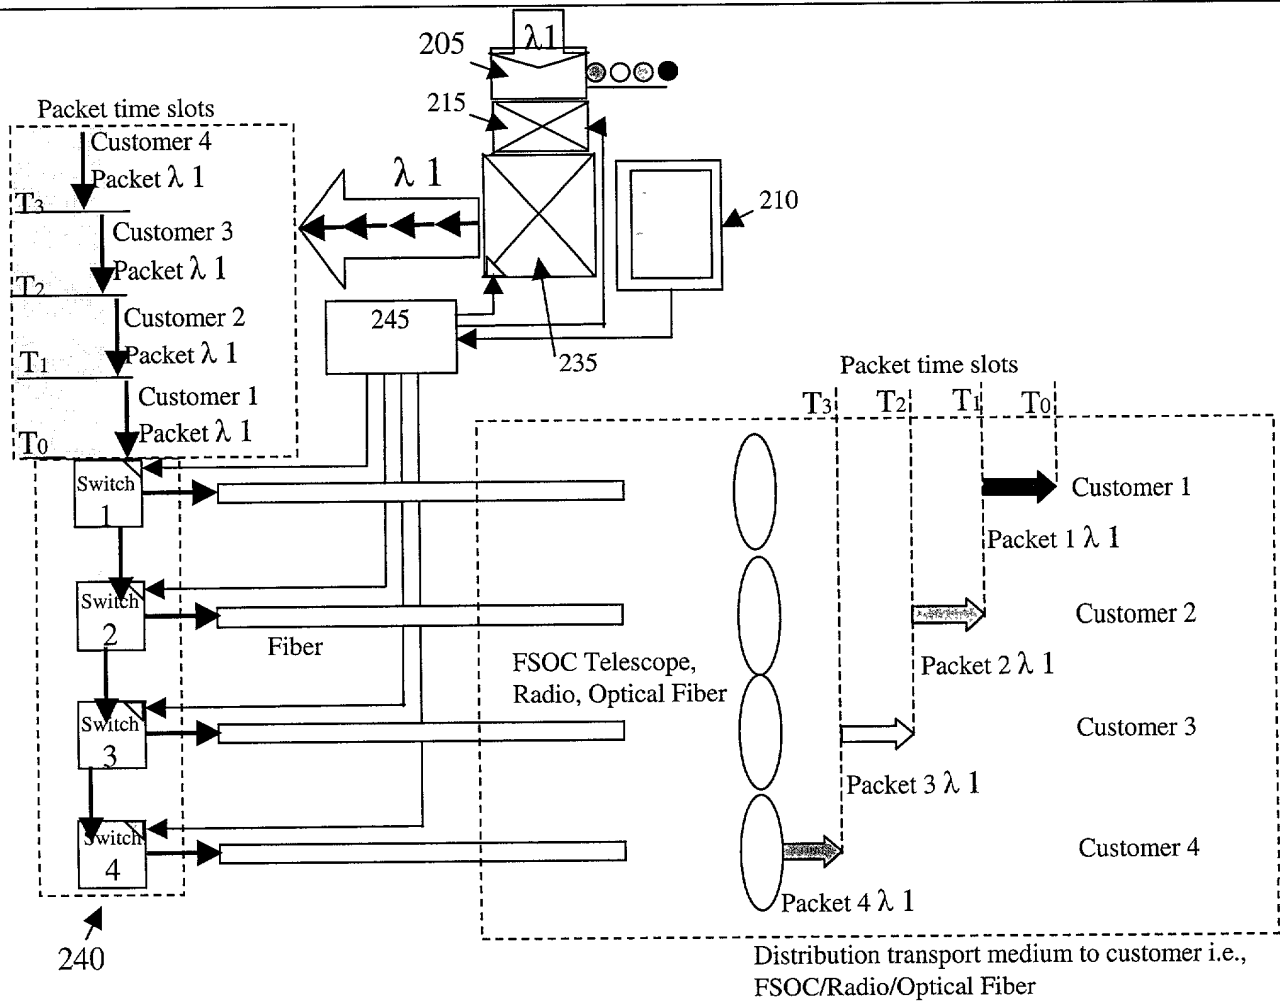 λ1
205
215
Packet time slots
Customer 4
Packet λ 1
T3
Customer 3
Packet λ 1
T2
Customer 2
Packet λ 1
T1
Customer 1
Packet λ 1
T0
λ 1
210
245
235
Packet time slots
T3 T2 T1 T0
Switch
1
Customer 1
Packet 1 λ 1
Switch
2
Customer 2
Fiber
FSOC Telescope,
Radio, Optical Fiber
Packet 2 λ 1
Switch
3
Customer 3
Packet 3 λ 1
Switch
4
Customer 4
Packet 4 λ 1
240
Distribution transport medium to customer i.e.,
FSOC/Radio/Optical Fiber